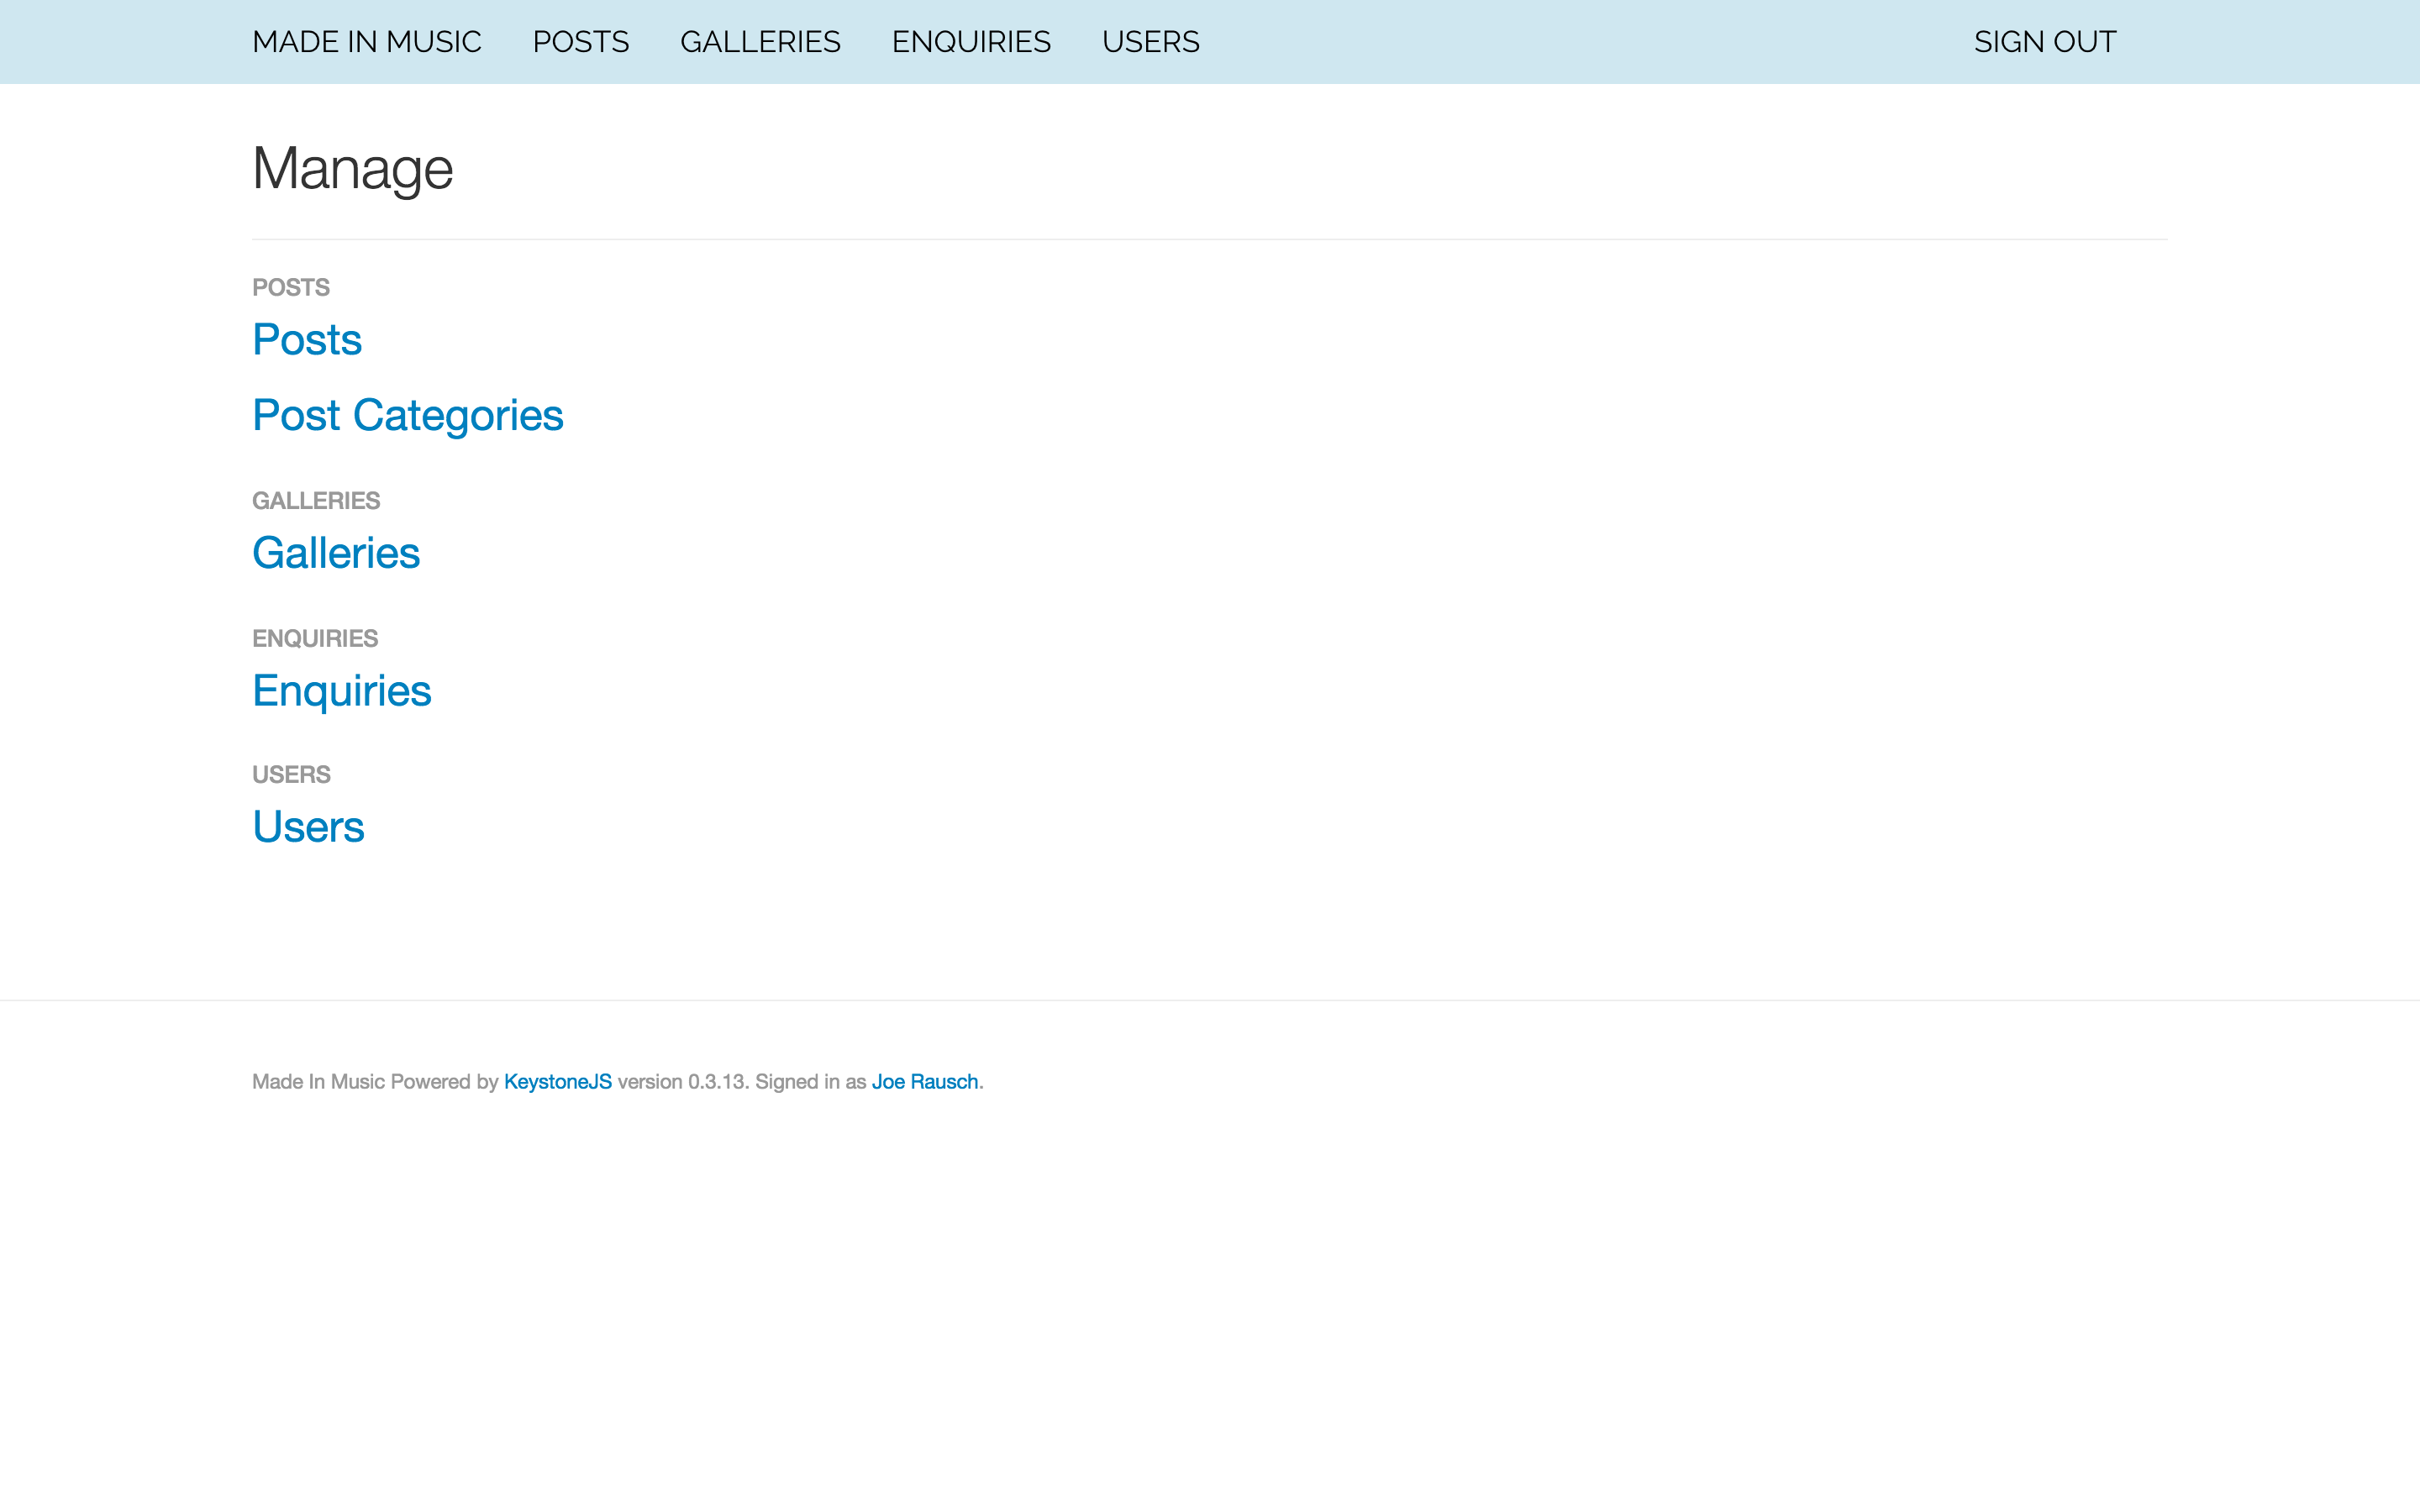 MADE IN MUSIC POSTS GALLERIES ENQUIRIES USERS SIGN OUT
Manage
POSTS
Posts
Post Categories
GALLERIES
Galleries
ENQUIRIES
Enquiries
USERS
Users
Made In Music Powered by KeystoneJS version 0.3.13. Signed in as Joe Rausch.